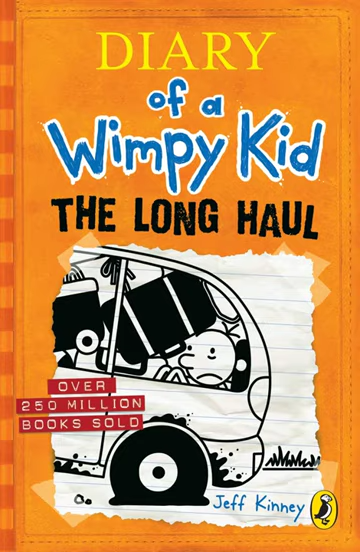 DIARY
of a
Wimpy Kid
THE LONG HAUL
OVER
250 MILLION
BOOKS SOLD
Jeff Kinney